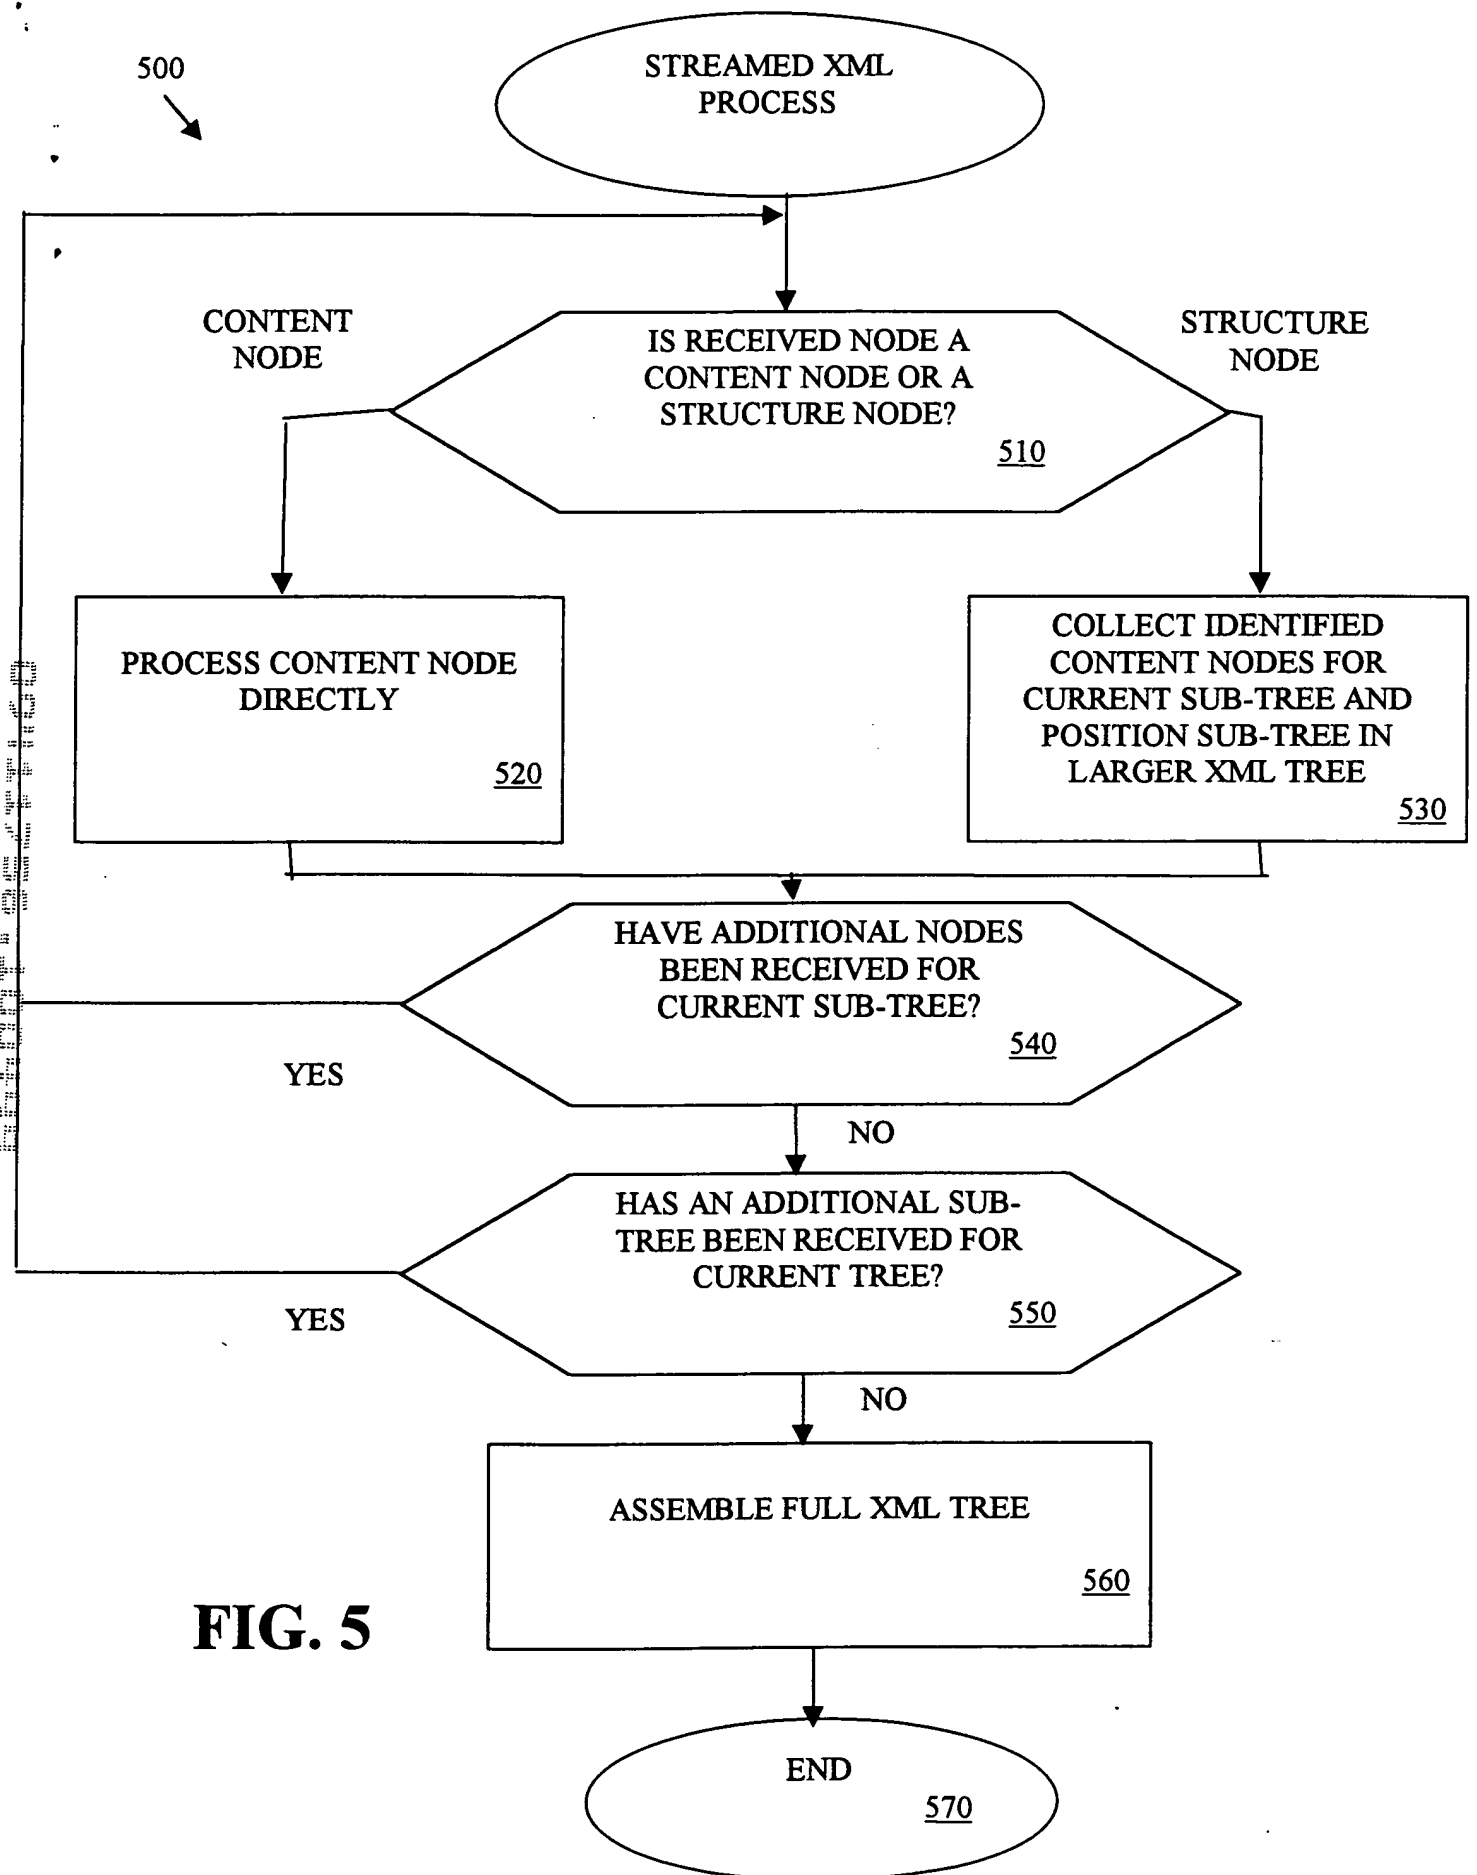 500
STREAMED XML
PROCESS
CONTENT
NODE
IS RECEIVED NODE A
CONTENT NODE OR A
STRUCTURE NODE?
510
STRUCTURE
NODE
PROCESS CONTENT NODE
DIRECTLY
520
COLLECT IDENTIFIED
CONTENT NODES FOR
CURRENT SUB-TREE AND
POSITION SUB-TREE IN
LARGER XML TREE
530
HAVE ADDITIONAL NODES
BEEN RECEIVED FOR
CURRENT SUB-TREE?
540
YES
NO
HAS AN ADDITIONAL SUB-
TREE BEEN RECEIVED FOR
CURRENT TREE?
550
YES
NO
ASSEMBLE FULL XML TREE
560
FIG. 5
END
570